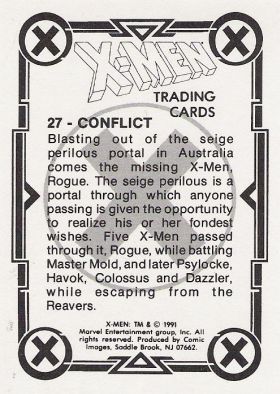 X-MEN
TRADING
CARDS
27 - CONFLICT
Blasting out of the seige
perilous portal in Australia
comes the missing X-Men
Rogue. The seige perilous is a
portal through which anyone
passing is given the opportunity
to realize his or her fondest
wishes. Five X-Men passed
through it, Rogue, while battling
Master Mold, and later Psylocke,
Havok, Colossus and Dazzler,
while escaping from the
Reavers.
X-MEN: TM & © 1991
Marvel Entertainment group, Inc. All
rights reserved. Produced by Comic
Images, Saddle Brook, NJ 07662.